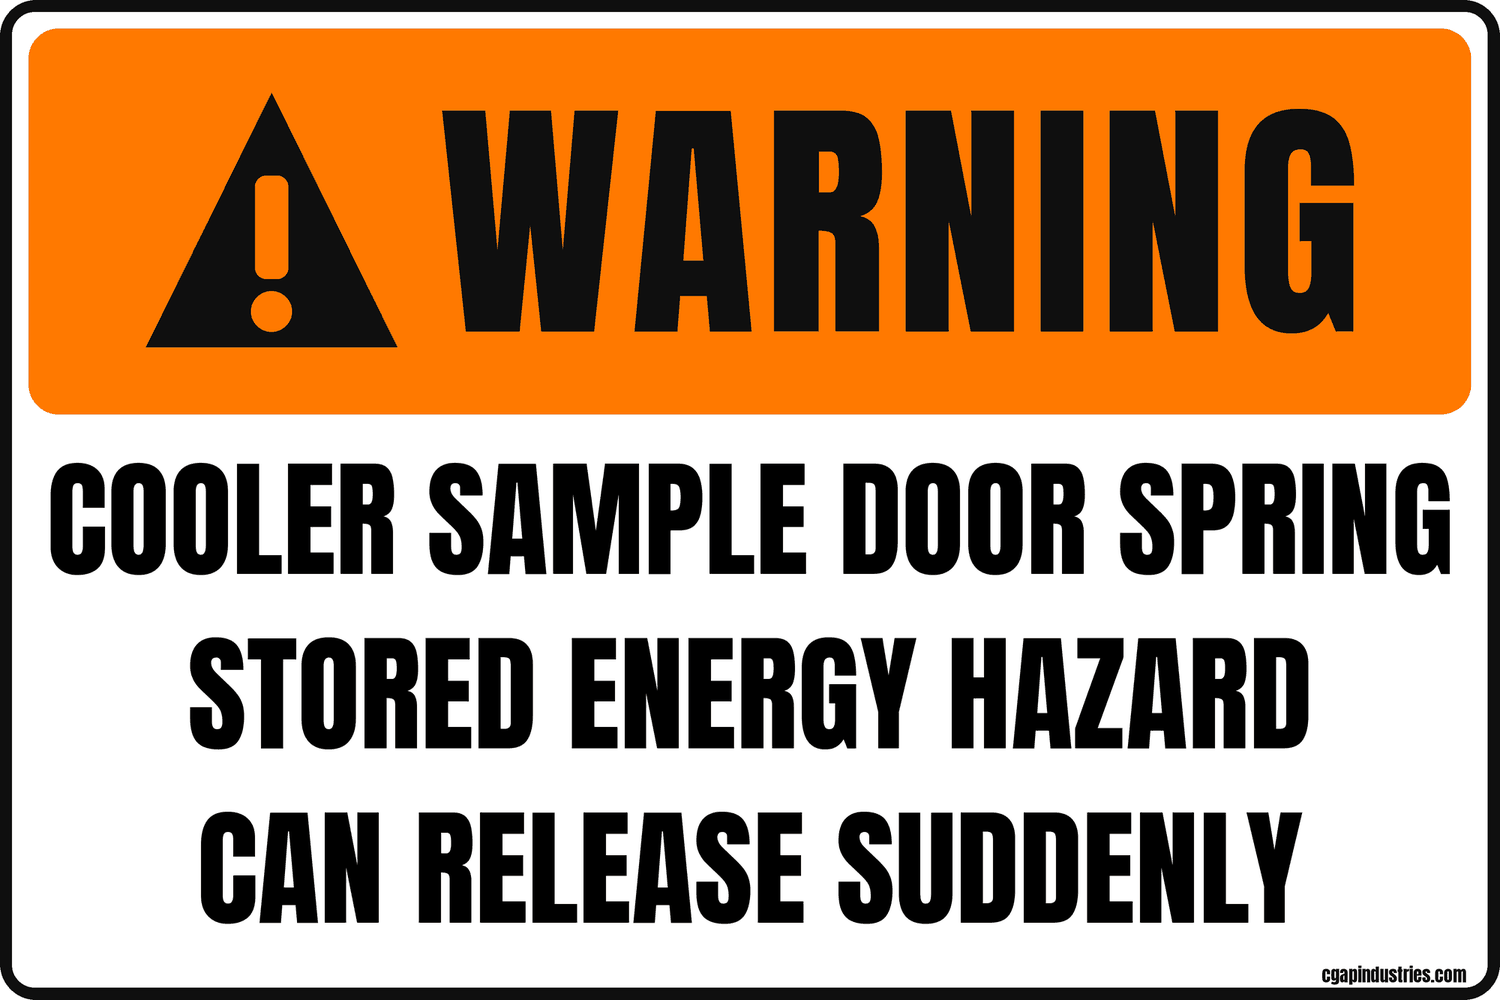 WARNING
COOLER SAMPLE DOOR SPRING
STORED ENERGY HAZARD
CAN RELEASE SUDDENLY
cgapindustries.com